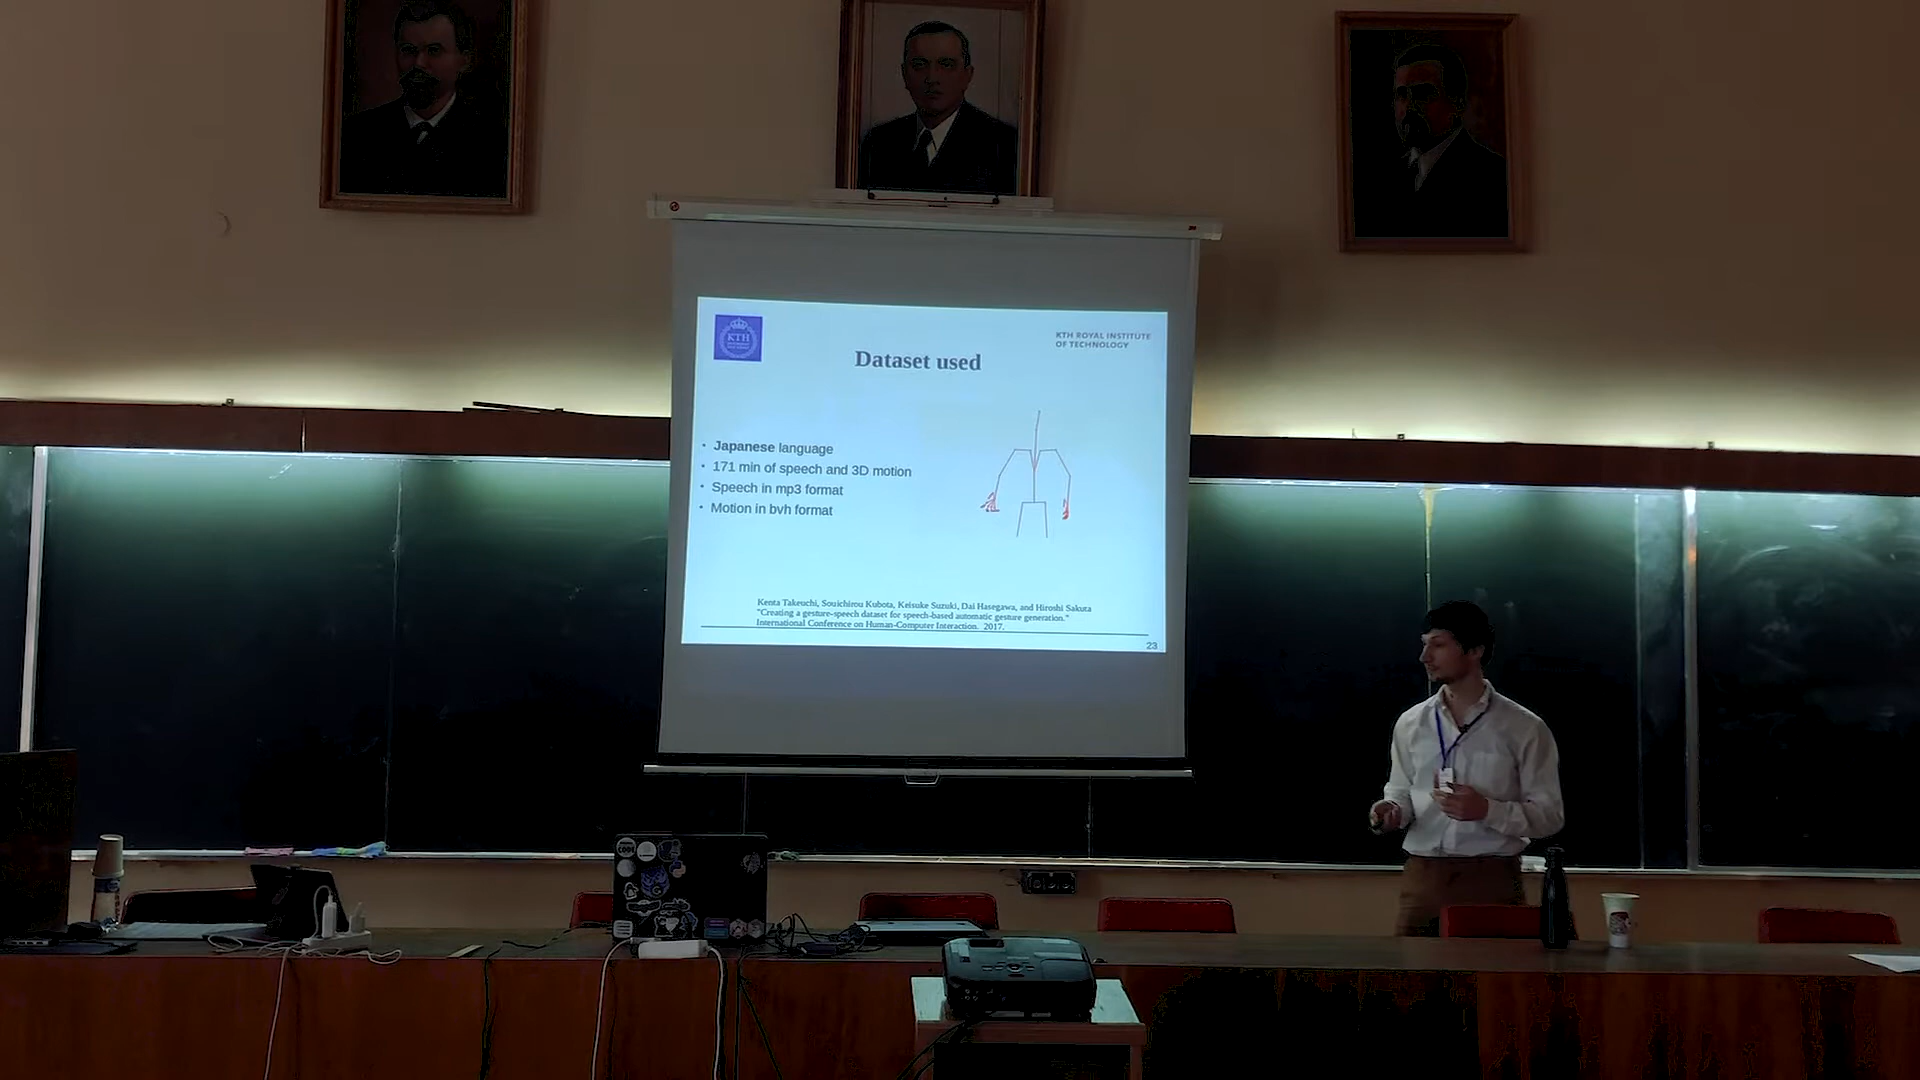 KTH
KTH ROYAL INSTITUTE
OF TECHNOLOGY
Dataset used
• Japanese language
• 171 min of speech and 3D motion
• Speech in mp3 format
• Motion in bvh format
Kenta Takeuchi, Souichirou Kubota, Keisuke Suzuki, Dai Hasegawa, and Hiroshi Sakuta
"Creating a gesture-speech dataset for speech-based automatic gesture generation."
International Conference on Human-Computer Interaction. 2017.
23